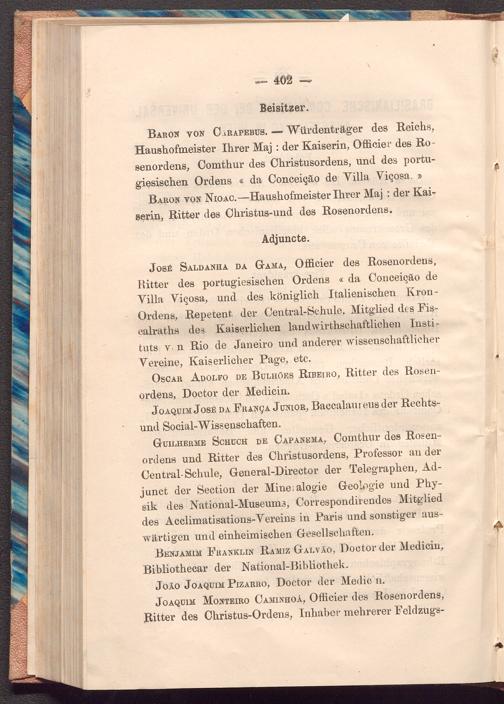 — 402 —
Beisitzer.
BARON VON CARAPEBUS. — Würdenträger des Reichs,
Haushofmeister Ihrer Maj : der Kaiserin, Officier des Ro-
senordens, Comthur des Christusordens, und des portu-
giesischen Ordens « da Conceição de Villa Viçosa. »
BARON VON NIOAC.—Haushofmeister Ihrer Maj : der Kai-
serin, Ritter des Christus-und des Rosenordens.
Adjuncte.
JOSÉ SALDANHA DA GAMA, Officier des Rosenordens,
Ritter des portugiesischen Ordens « da Conceição de
Villa Viçosa, und des königlich Italienischen Kron-
Ordens, Repetent der Central-Schule. Mitglied des Fis-
calraths des Kaiserlichen landwirthschaftlichen Insti-
tuts v n Rio de Janeiro und anderer wissenschaftlicher
Vereine, Kaiserlicher Page, etc.
OSCAR ADOLFO DE BULHÕES RIBEIRO, Ritter des Rosen-
ordens, Doctor der Medicin.
JOAQUIM JOSÉ DA FRANÇA JUNIOR, Baccalaureus der Rechts-
und Social-Wissenschaften.
GUILHERME SCHUCH DE CAPANEMA, Comthur des Rosen-
ordens und Ritter des Christusordens, Professor an der
Central-Schule, General-Director der Telegraphen, Ad-
junct der Section der Mineralogie Geologie und Phy-
sik des National-Museums, Correspondirendes Mitglied
des Acclimatisations-Vereins in Paris und sonstiger aus-
wärtigen und einheimischen Gesellschaften.
BENJAMIM FRANKLIN RAMIZ GALVÃO, Doctor der Medicin,
Bibliothecar der National-Bibliothek.
JOÃO JOAQUIM PIZARRO, Doctor der Medic n.
JOAQUIM MONTEIRO CAMINHOÁ, Officier des Rosenordens,
Ritter des Christus-Ordens, Inhaber mehrerer Feldzugs-